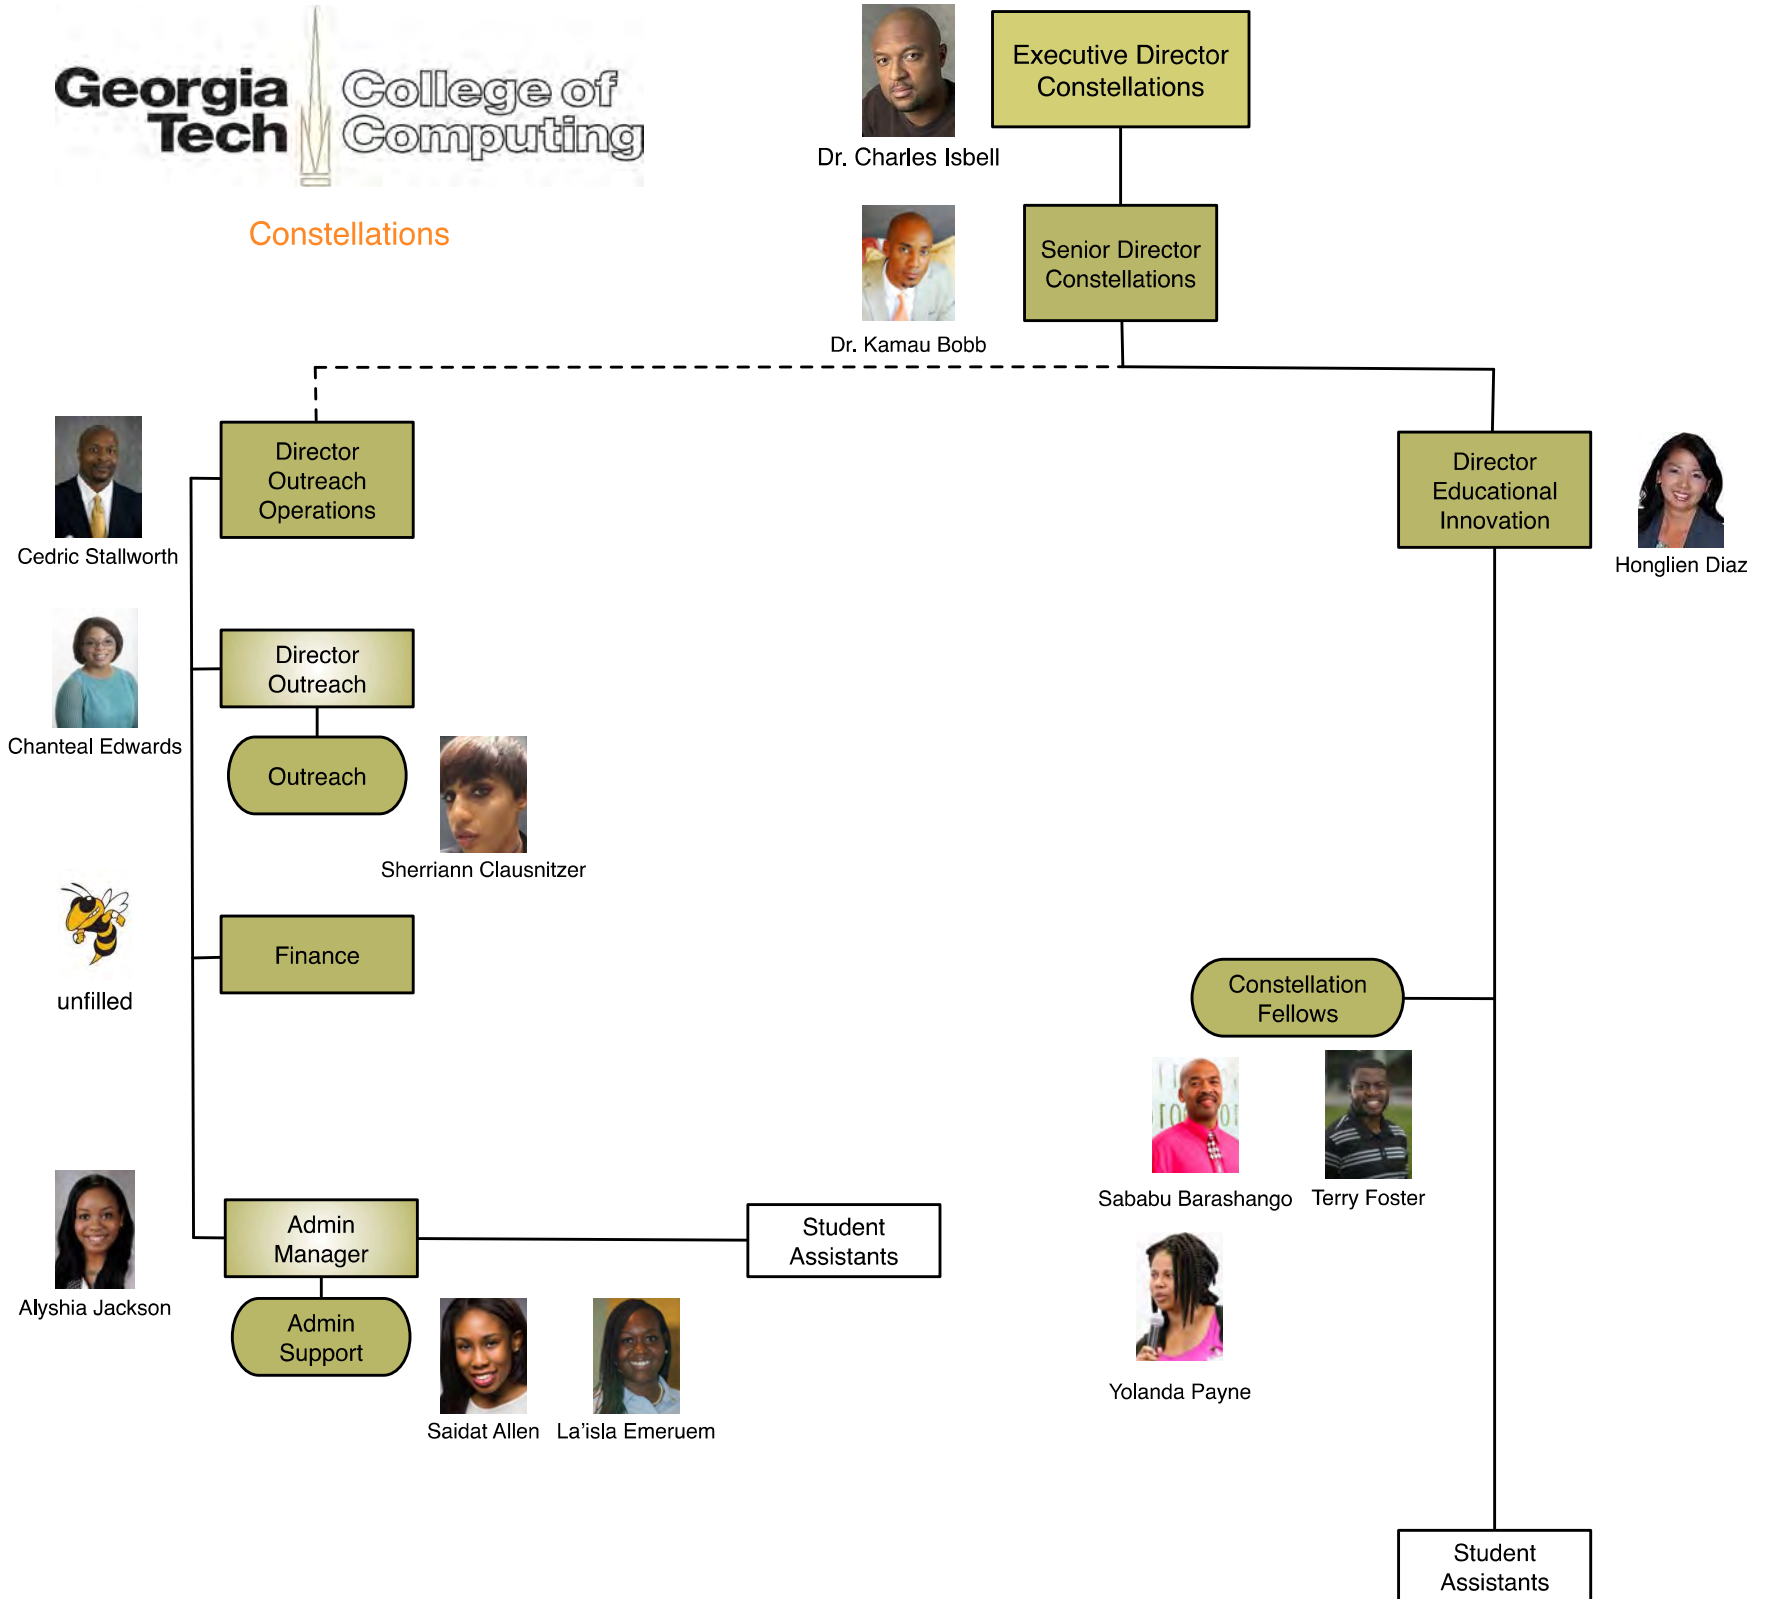 Georgia
Tech
College of
Computing
Constellations
Executive Director
Constellations
Dr. Charles Isbell
Senior Director
Constellations
Dr. Kamau Bobb
Director
Outreach
Operations
Cedric Stallworth
Director
Educational
Innovation
Honglien Diaz
Director
Outreach
Chanteal Edwards
Outreach
Sherriann Clausnitzer
Finance
unfilled
Constellation
Fellows
Sababu Barashango
Terry Foster
Yolanda Payne
Admin
Manager
Alyshia Jackson
Student
Assistants
Admin
Support
Saidat Allen
La'isla Emeruem
Student
Assistants